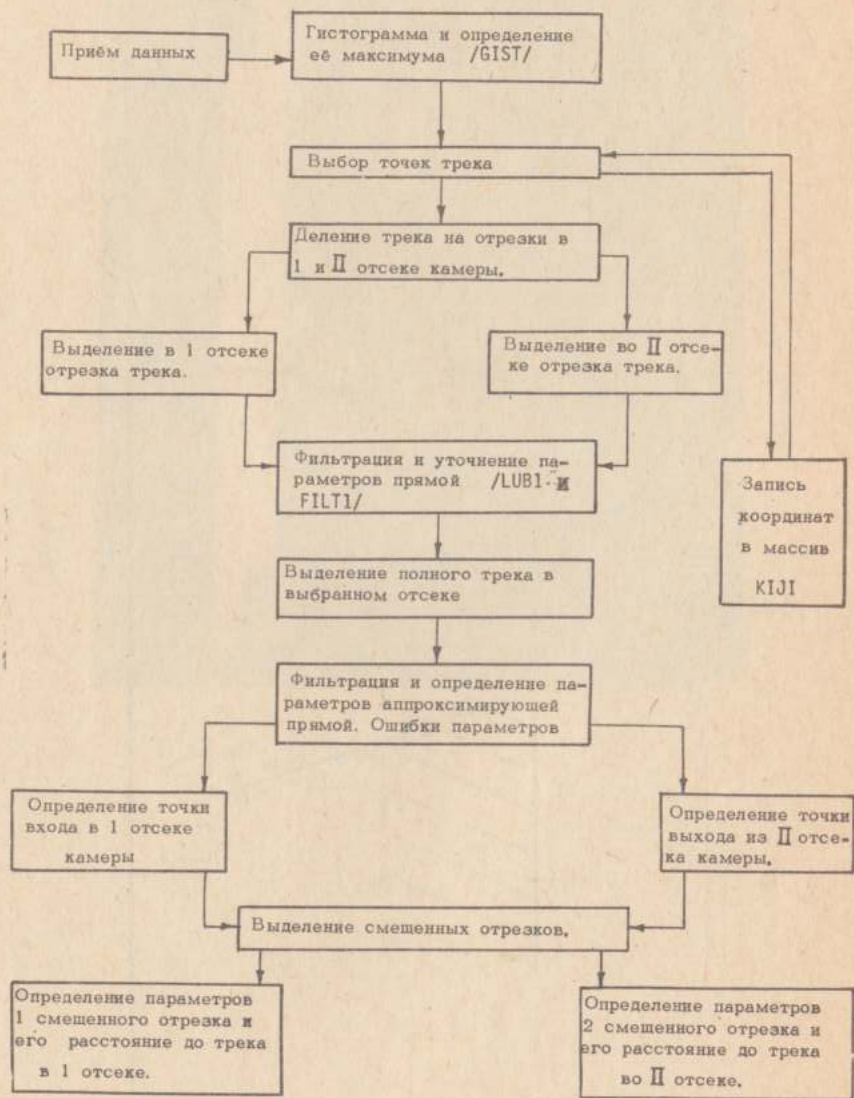 Приём данных
Гистограмма и определение
её максимума /GIST/
Выбор точек трека
Деление трека на отрезки в
1 и II отсеке камеры.
Выделение в 1 отсеке
отрезка трека.
Выделение во II отсе-
ке отрезка трека.
Фильтрация и уточнение па-
раметров прямой /LUB1. и
FILT1/
Запись
координат
в массив
KIJI
Выделение полного трека в
выбранном отсеке
Фильтрация и определение па-
раметров аппроксимирующей
прямой. Ошибки параметров
Определение точки
входа в 1 отсеке
камеры
Определение точки
выхода из II отсе-
ка камеры.
Выделение смещенных отрезков.
Определение параметров
1 смещенного отрезка и
его расстояние до трека
в 1 отсеке.
Определение параметров
2 смещенного отрезка и
его расстояние до трека
во II отсеке.